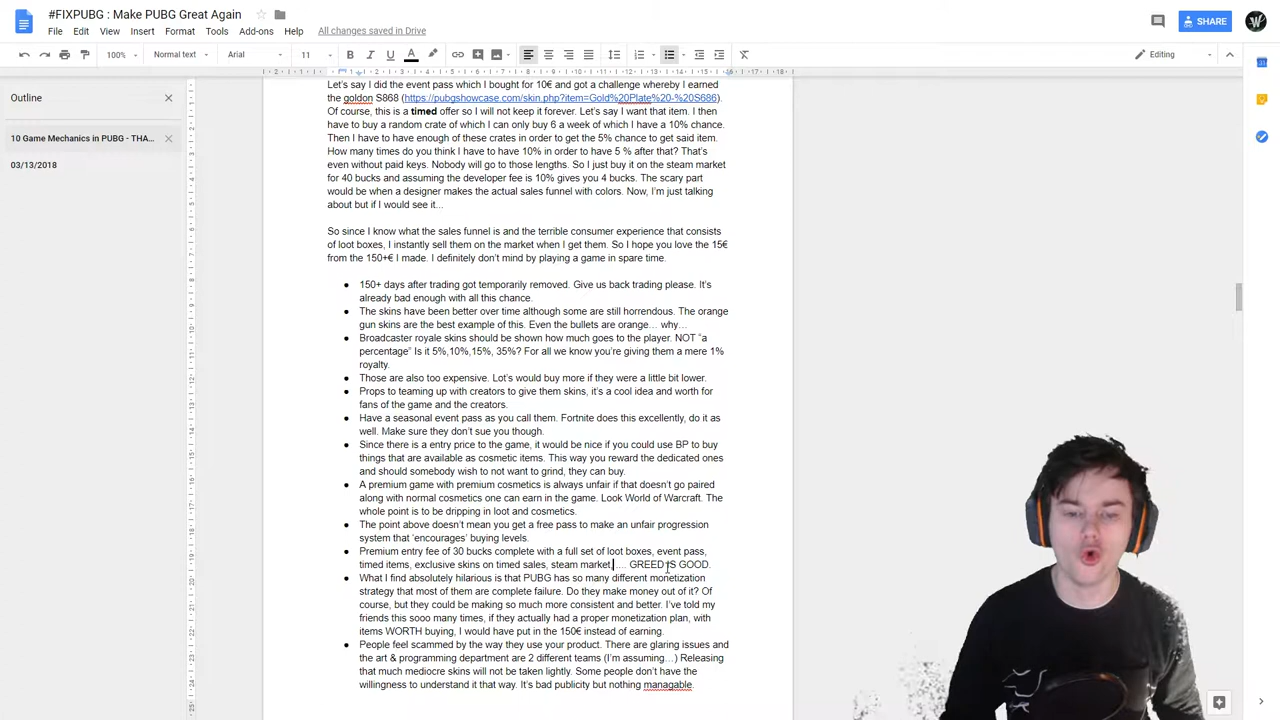 #FIXPUBG : Make PUBG Great Again
File Edit View Insert Format Tools Add-ons Help All changes saved in Drive
SHARE
100% Normal text Arial 11 B I U A Editing
2 1 1 2 3 4 5 6 7 8 9 10 11 12 13 14 15 16 17 18
Outline
10 Game Mechanics in PUBG - THA...
03/13/2018
Let's say I did the event pass which I bought for 10€ and got a challenge whereby I earned
the goldon S868 (https://pubgshowcase.com/skin.php?item=Gold%20Plate%20-%20S686).
Of course, this is a timed offer so I will not keep it forever. Let's say I want that item. I then
have to buy a random crate of which I can only buy 6 a week of which I have a 10% chance.
Then I have to have enough of these crates in order to get the 5% chance to get said item.
How many times do you think I have to have 10% in order to have 5 % after that? That's
even without paid keys. Nobody will go to those lengths. So I just buy it on the steam market
for 40 bucks and assuming the developer fee is 10% gives you 4 bucks. The scary part
would be when a designer makes the actual sales funnel with colors. Now, I'm just talking
about but if I would see it...
So since I know what the sales funnel is and the terrible consumer experience that consists
of loot boxes, I instantly sell them on the market when I get them. So I hope you love the 15€
from the 150+€ I made. I definitely don't mind by playing a game in spare time.
● 150+ days after trading got temporarily removed. Give us back trading please. It's
already bad enough with all this chance.
● The skins have been better over time although some are still horrendous. The orange
gun skins are the best example of this. Even the bullets are orange... why...
● Broadcaster royale skins should be shown how much goes to the player. NOT "a
percentage" Is it 5%,10%,15%, 35%? For all we know you're giving them a mere 1%
royalty.
● Those are also too expensive. Lot's would buy more if they were a little bit lower.
● Props to teaming up with creators to give them skins, it's a cool idea and worth for
fans of the game and the creators.
● Have a seasonal event pass as you call them. Fortnite does this excellently, do it as
well. Make sure they don't sue you though.
● Since there is a entry price to the game, it would be nice if you could use BP to buy
things that are available as cosmetic items. This way you reward the dedicated ones
and should somebody wish to not want to grind, they can buy.
● A premium game with premium cosmetics is always unfair if that doesn't go paired
along with normal cosmetics one can earn in the game. Look World of Warcraft. The
whole point is to be dripping in loot and cosmetics.
● The point above doesn't mean you get a free pass to make an unfair progression
system that 'encourages' buying levels.
● Premium entry fee of 30 bucks complete with a full set of loot boxes, event pass,
timed items, exclusive skins on timed sales, steam market,.... GREED IS GOOD.
● What I find absolutely hilarious is that PUBG has so many different monetization
strategy that most of them are complete failure. Do they make money out of it? Of
course, but they could be making so much more consistent and better. I've told my
friends this sooo many times, if they actually had a proper monetization plan, with
items WORTH buying, I would have put in the 150€ instead of earning.
● People feel scammed by the way they use your product. There are glaring issues and
the art & programming department are 2 different teams (I'm assuming...) Releasing
that much mediocre skins will not be taken lightly. Some people don't have the
willingness to understand it that way. It's bad publicity but nothing managable.